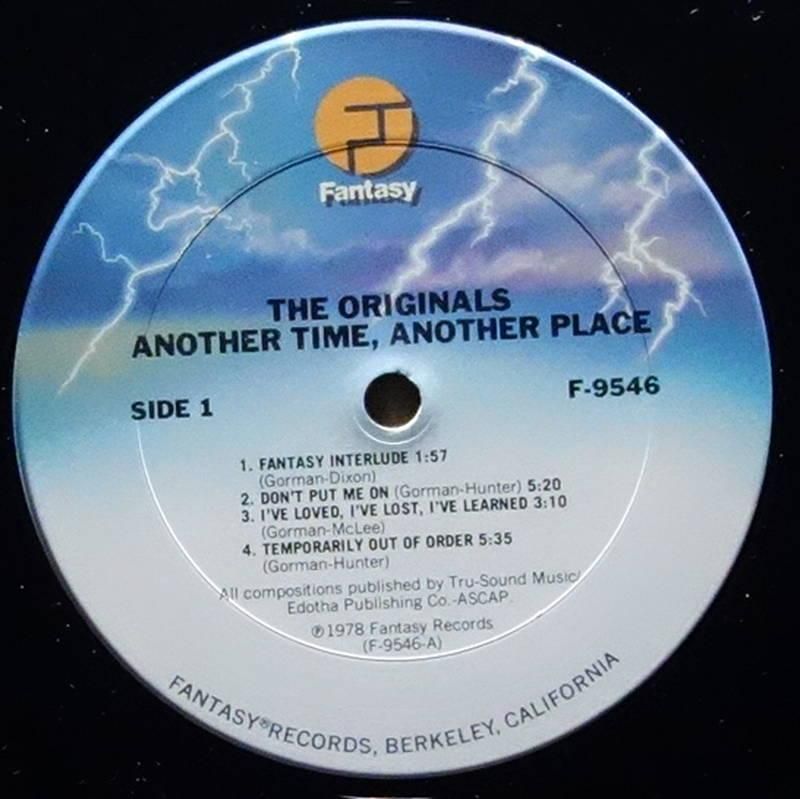 Fantasy
THE ORIGINALS
ANOTHER TIME, ANOTHER PLACE
SIDE 1
F-9546
1. FANTASY INTERLUDE 1:57
(Gorman-Dixon)
2. DON'T PUT ME ON (Gorman-Hunter) 5:20
3. I'VE LOVED, I'VE LOST, I'VE LEARNED 3:10
(Gorman-McLee)
4. TEMPORARILY OUT OF ORDER 5:35
(Gorman-Hunter)
All compositions published by Tru-Sound Music/
Edotha Publishing Co.-ASCAP.
℗1978 Fantasy Records
(F-9546-A)
FANTASY®RECORDS, BERKELEY, CALIFORNIA